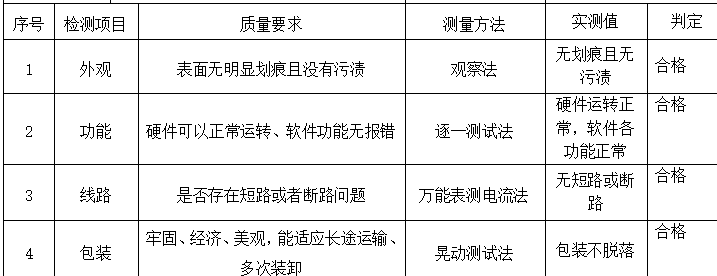 序号 检测项目 质量要求 测量方法 实测值 判定
1 外观 表面无明显划痕且没有污渍 观察法 无划痕且无
污渍 合格
2 功能 硬件可以正常运转、软件功能无报错 逐一测试法 硬件运转正
常，软件各
功能正常 合格
3 线路 是否存在短路或者断路问题 万能表测电流法 无短路或断
路 合格
4 包装 牢固、经济、美观，能适应长途运输、
多次装卸 晃动测试法 包装不脱落 合格